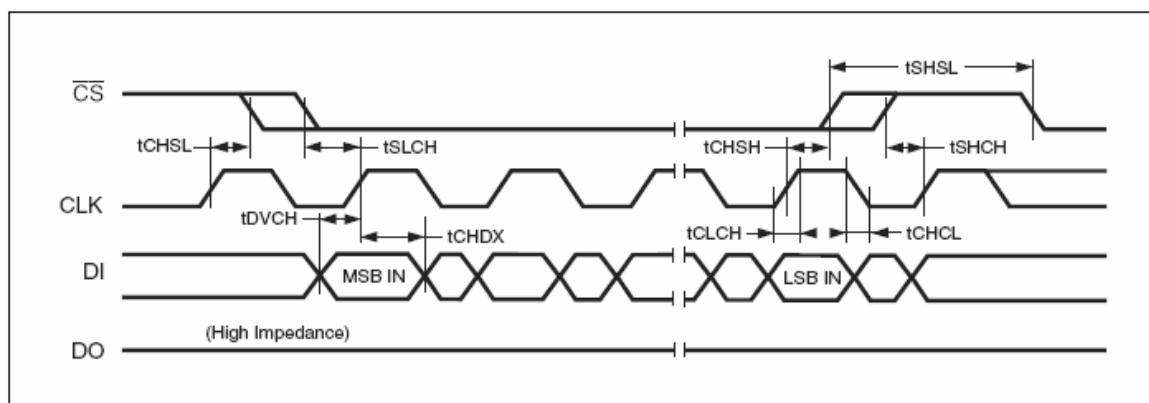 tSHSL
CS
tCHSL
tSLCH
tCHSH
tSHCH
CLK
tDVCH
tCHDX
tCLCH
tCHCL
DI
MSB IN
LSB IN
(High Impedance)
DO